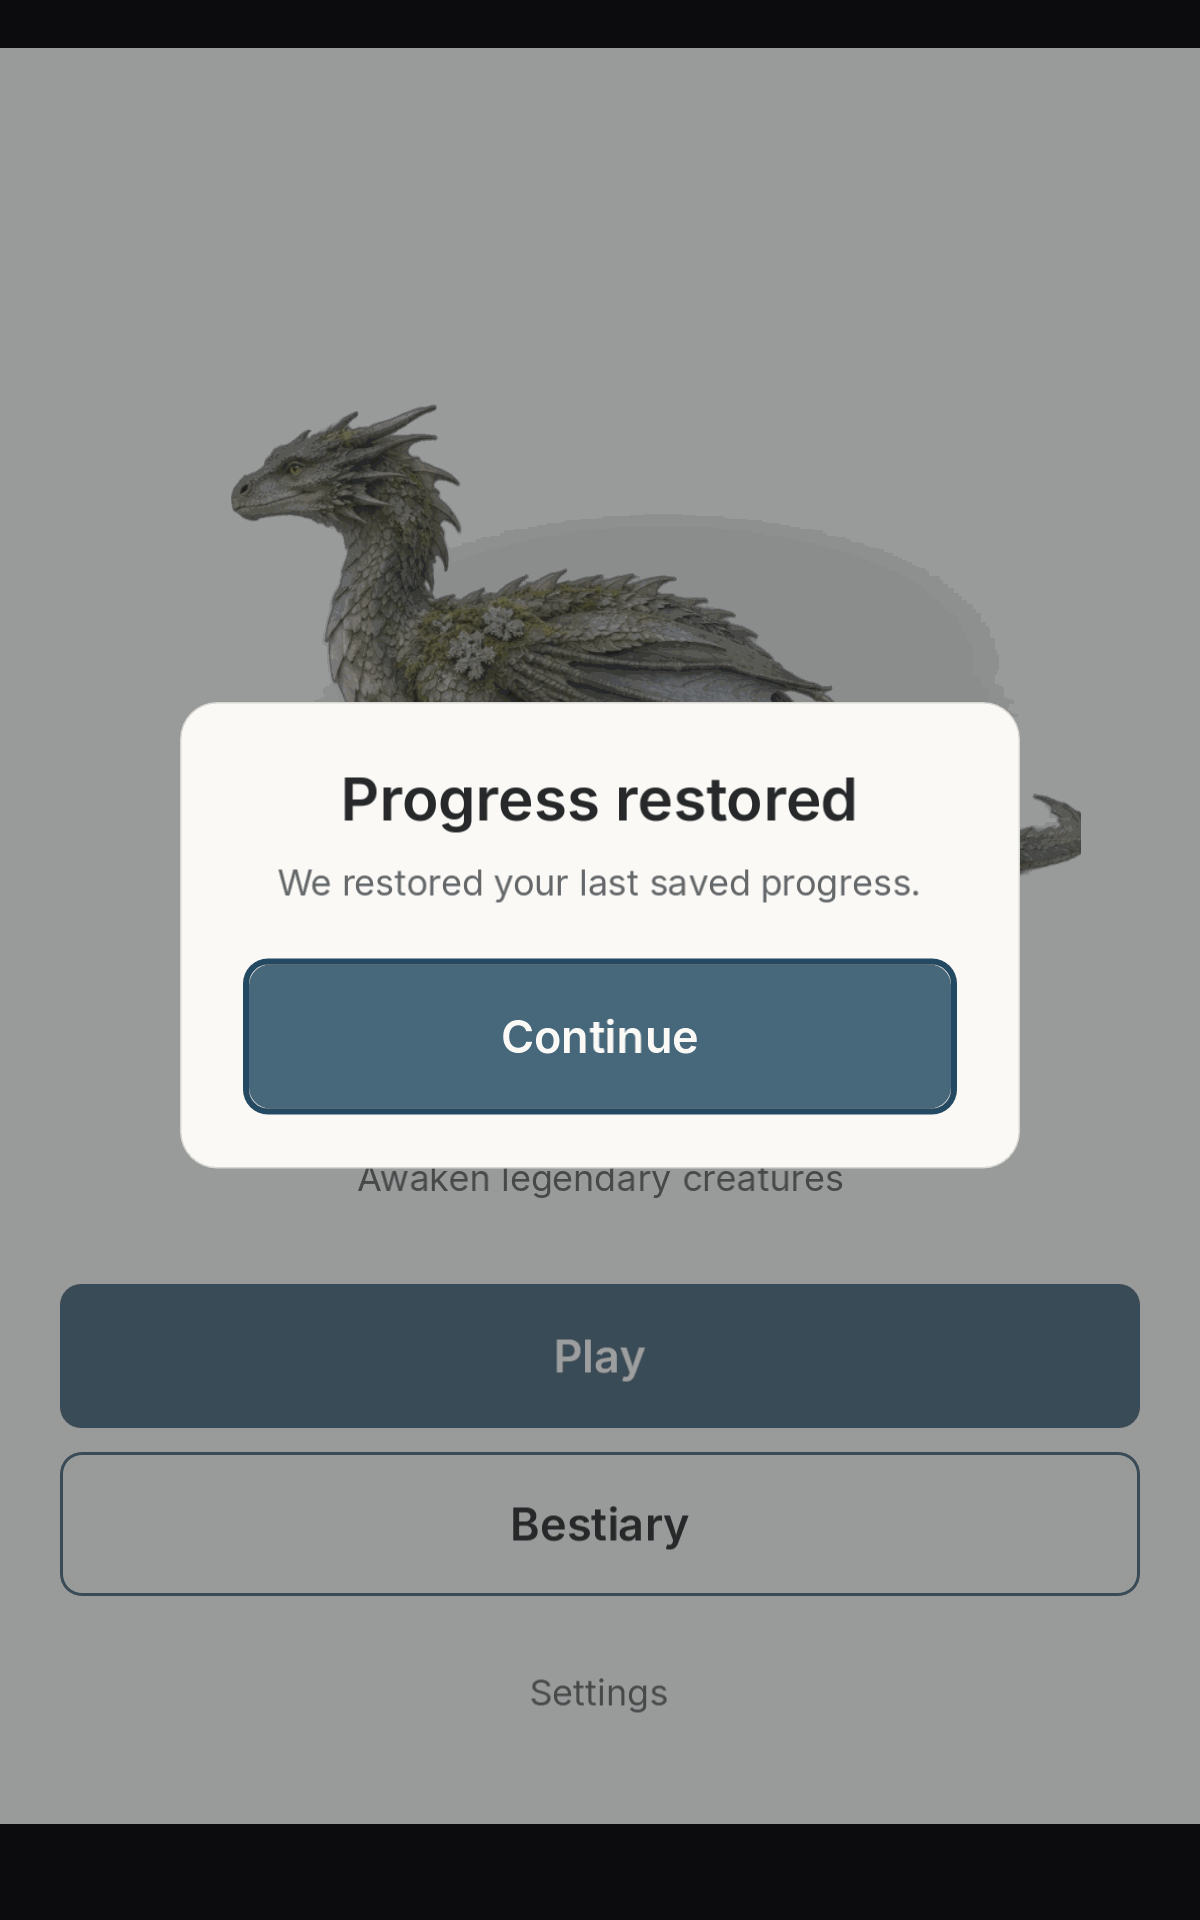 Progress restored
We restored your last saved progress.
Continue
Awaken legendary creatures
Play
Bestiary
Settings